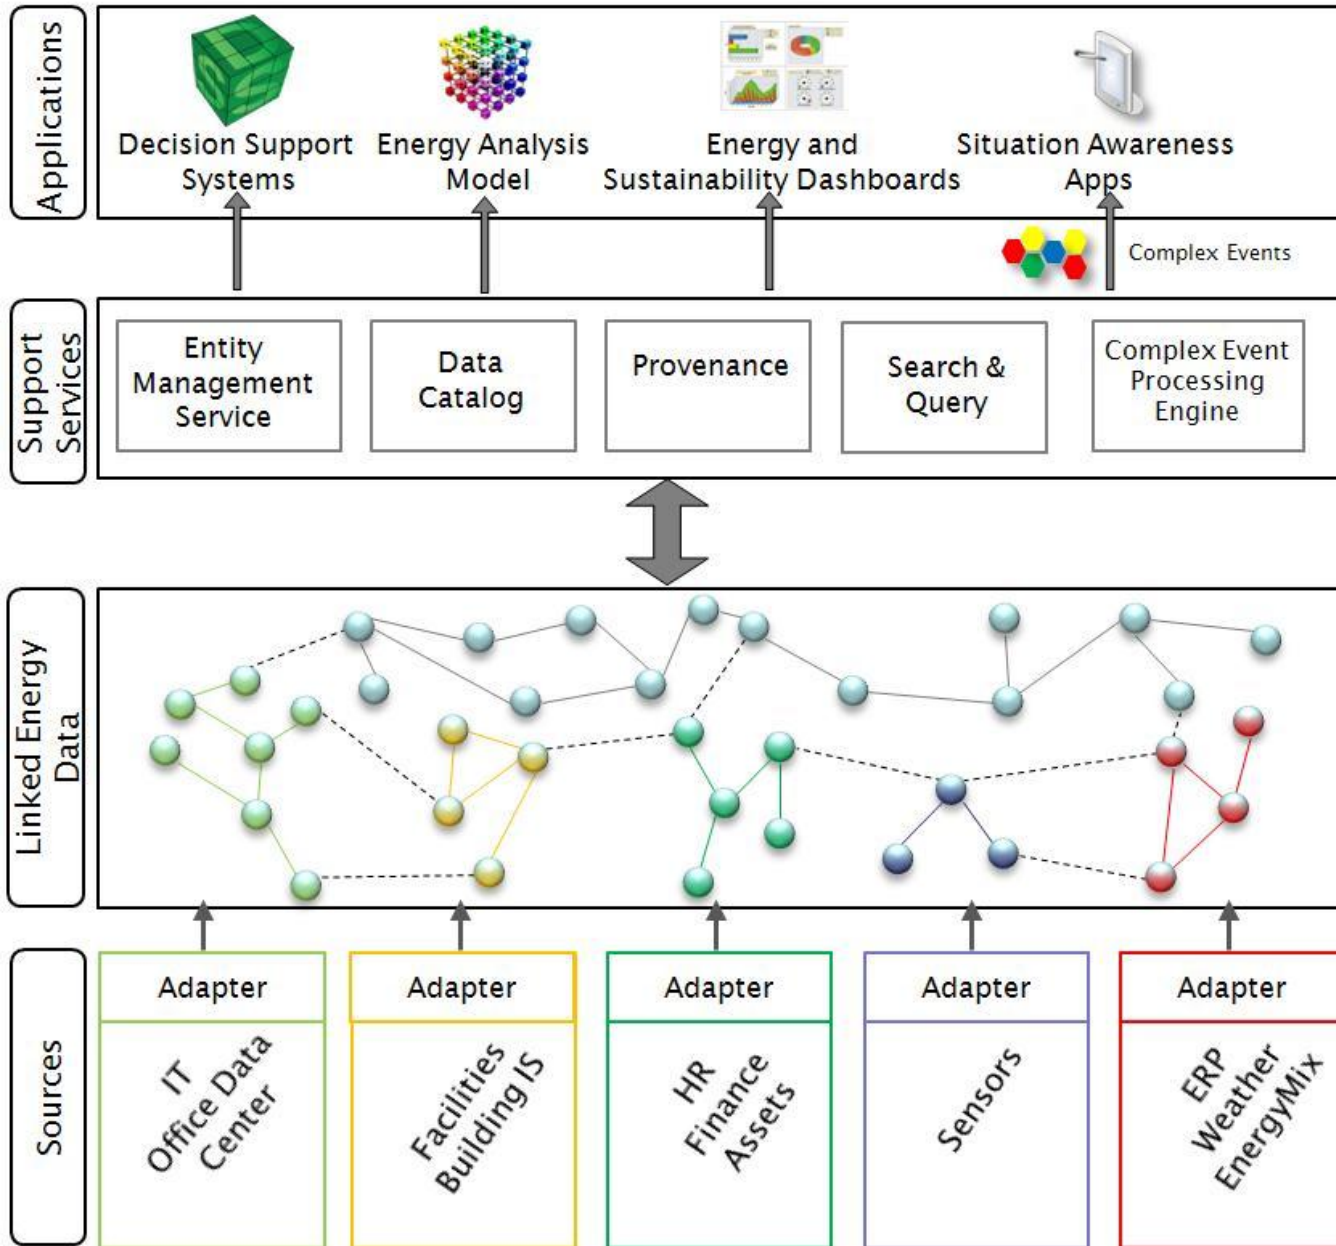 Applications
Decision Support
Systems
Energy Analysis
Model
Energy and
Sustainability Dashboards
Situation Awareness
Apps
Complex Events
Support
Services
Entity
Management
Service
Data
Catalog
Provenance
Search &
Query
Complex Event
Processing
Engine
Linked Energy
Data
Sources
Adapter
IT
Office Data
Center
Adapter
Facilities
Building IS
Adapter
HR
Finance
Assets
Adapter
Sensors
Adapter
ERP
Weather
EnergyMix